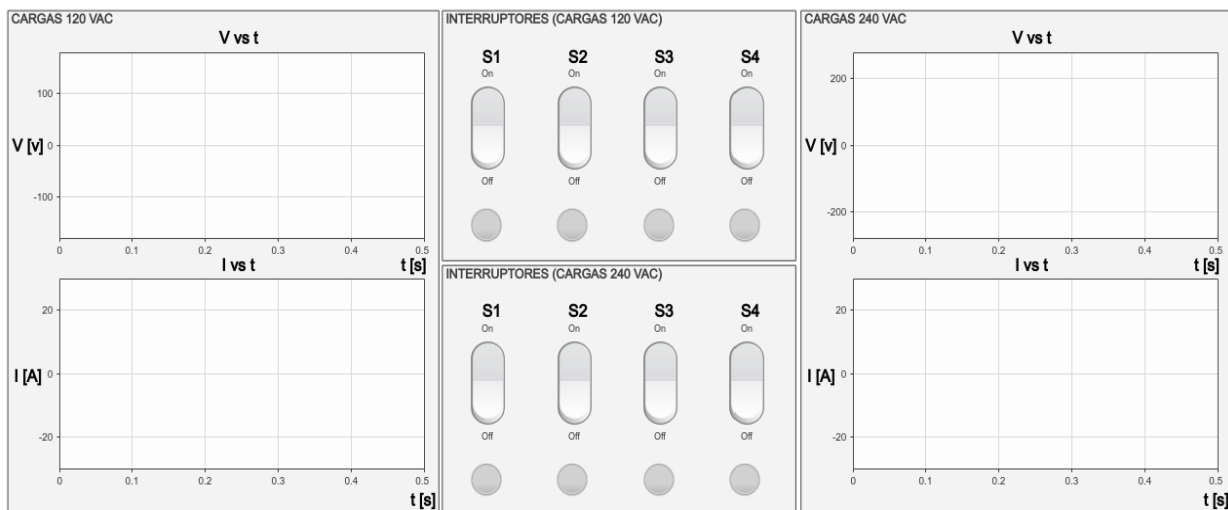 CARGAS 120 VAC
V vs t
100
V [v]
0
-100
0 0.1 0.2 0.3 0.4 0.5
t [s]
I vs t
20
I [A]
0
-20
0 0.1 0.2 0.3 0.4 0.5
t [s]
INTERRUPTORES (CARGAS 120 VAC)
S1 S2 S3 S4
On On On On
Off Off Off Off
INTERRUPTORES (CARGAS 240 VAC)
S1 S2 S3 S4
On On On On
Off Off Off Off
CARGAS 240 VAC
V vs t
200
V [v]
0
-200
0 0.1 0.2 0.3 0.4 0.5
t [s]
I vs t
20
I [A]
0
-20
0 0.1 0.2 0.3 0.4 0.5
t [s]